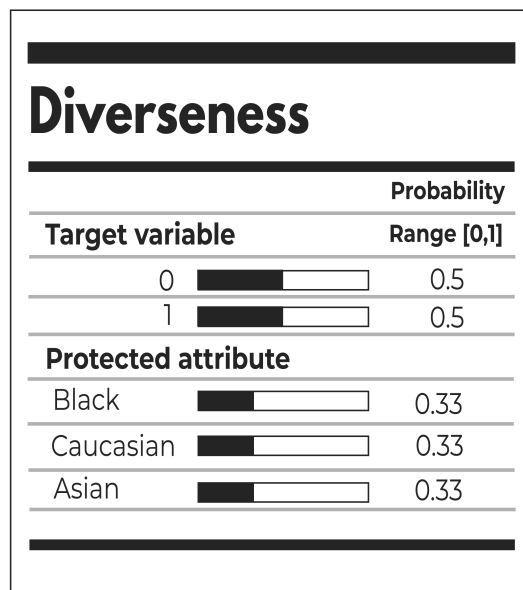 Diverseness
Probability
Target variable Range [0,1]
0 0.5
1 0.5
Protected attribute
Black 0.33
Caucasian 0.33
Asian 0.33